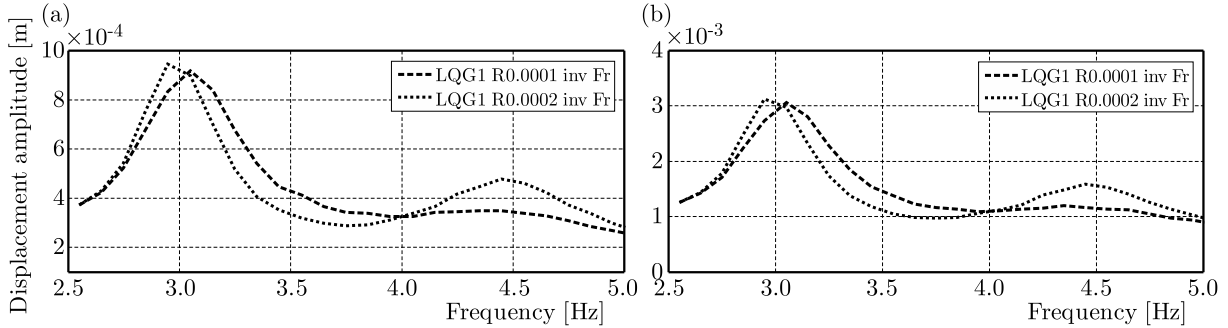 (a)
×10⁻⁴
10
8
6
4
2
2.5 3.0 3.5 4.0 4.5 5.0
Displacement amplitude [m]
Frequency [Hz]
LQG1 R0.0001 inv Fr
LQG1 R0.0002 inv Fr
(b)
×10⁻³
4
3
2
1
0
2.5 3.0 3.5 4.0 4.5 5.0
Frequency [Hz]
LQG1 R0.0001 inv Fr
LQG1 R0.0002 inv Fr